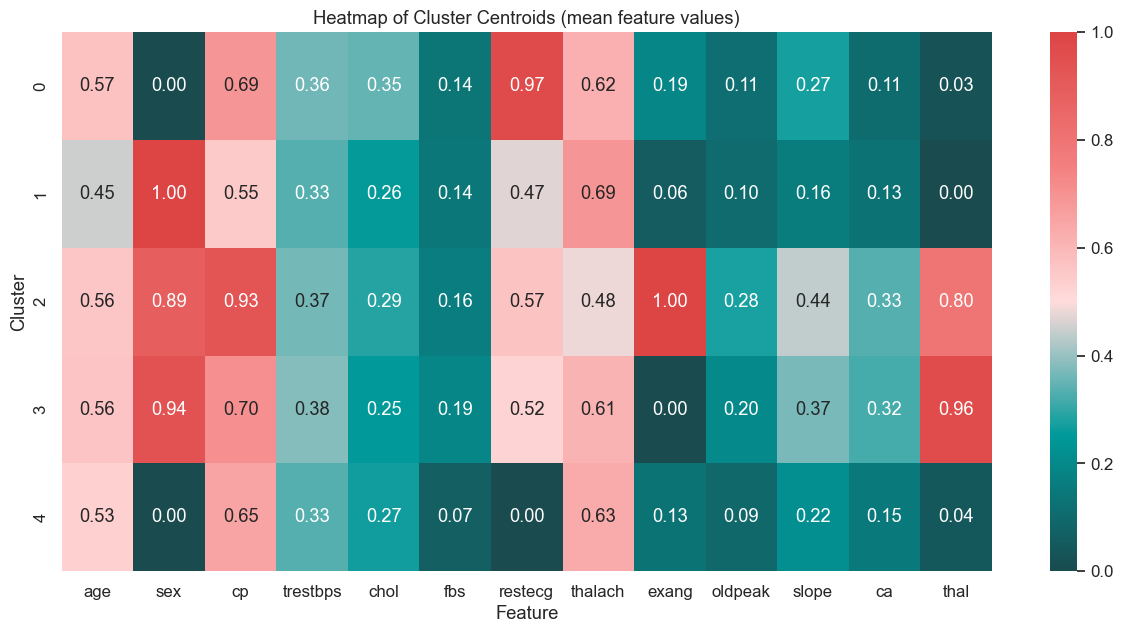 Heatmap of Cluster Centroids (mean feature values)
0 0.57 0.00 0.69 0.36 0.35 0.14 0.97 0.62 0.19 0.11 0.27 0.11 0.03
1 0.45 1.00 0.55 0.33 0.26 0.14 0.47 0.69 0.06 0.10 0.16 0.13 0.00
2 0.56 0.89 0.93 0.37 0.29 0.16 0.57 0.48 1.00 0.28 0.44 0.33 0.80
3 0.56 0.94 0.70 0.38 0.25 0.19 0.52 0.61 0.00 0.20 0.37 0.32 0.96
4 0.53 0.00 0.65 0.33 0.27 0.07 0.00 0.63 0.13 0.09 0.22 0.15 0.04
Cluster
age sex cp trestbps chol fbs restecg thalach exang oldpeak slope ca thal
Feature
1.0
0.8
0.6
0.4
0.2
0.0